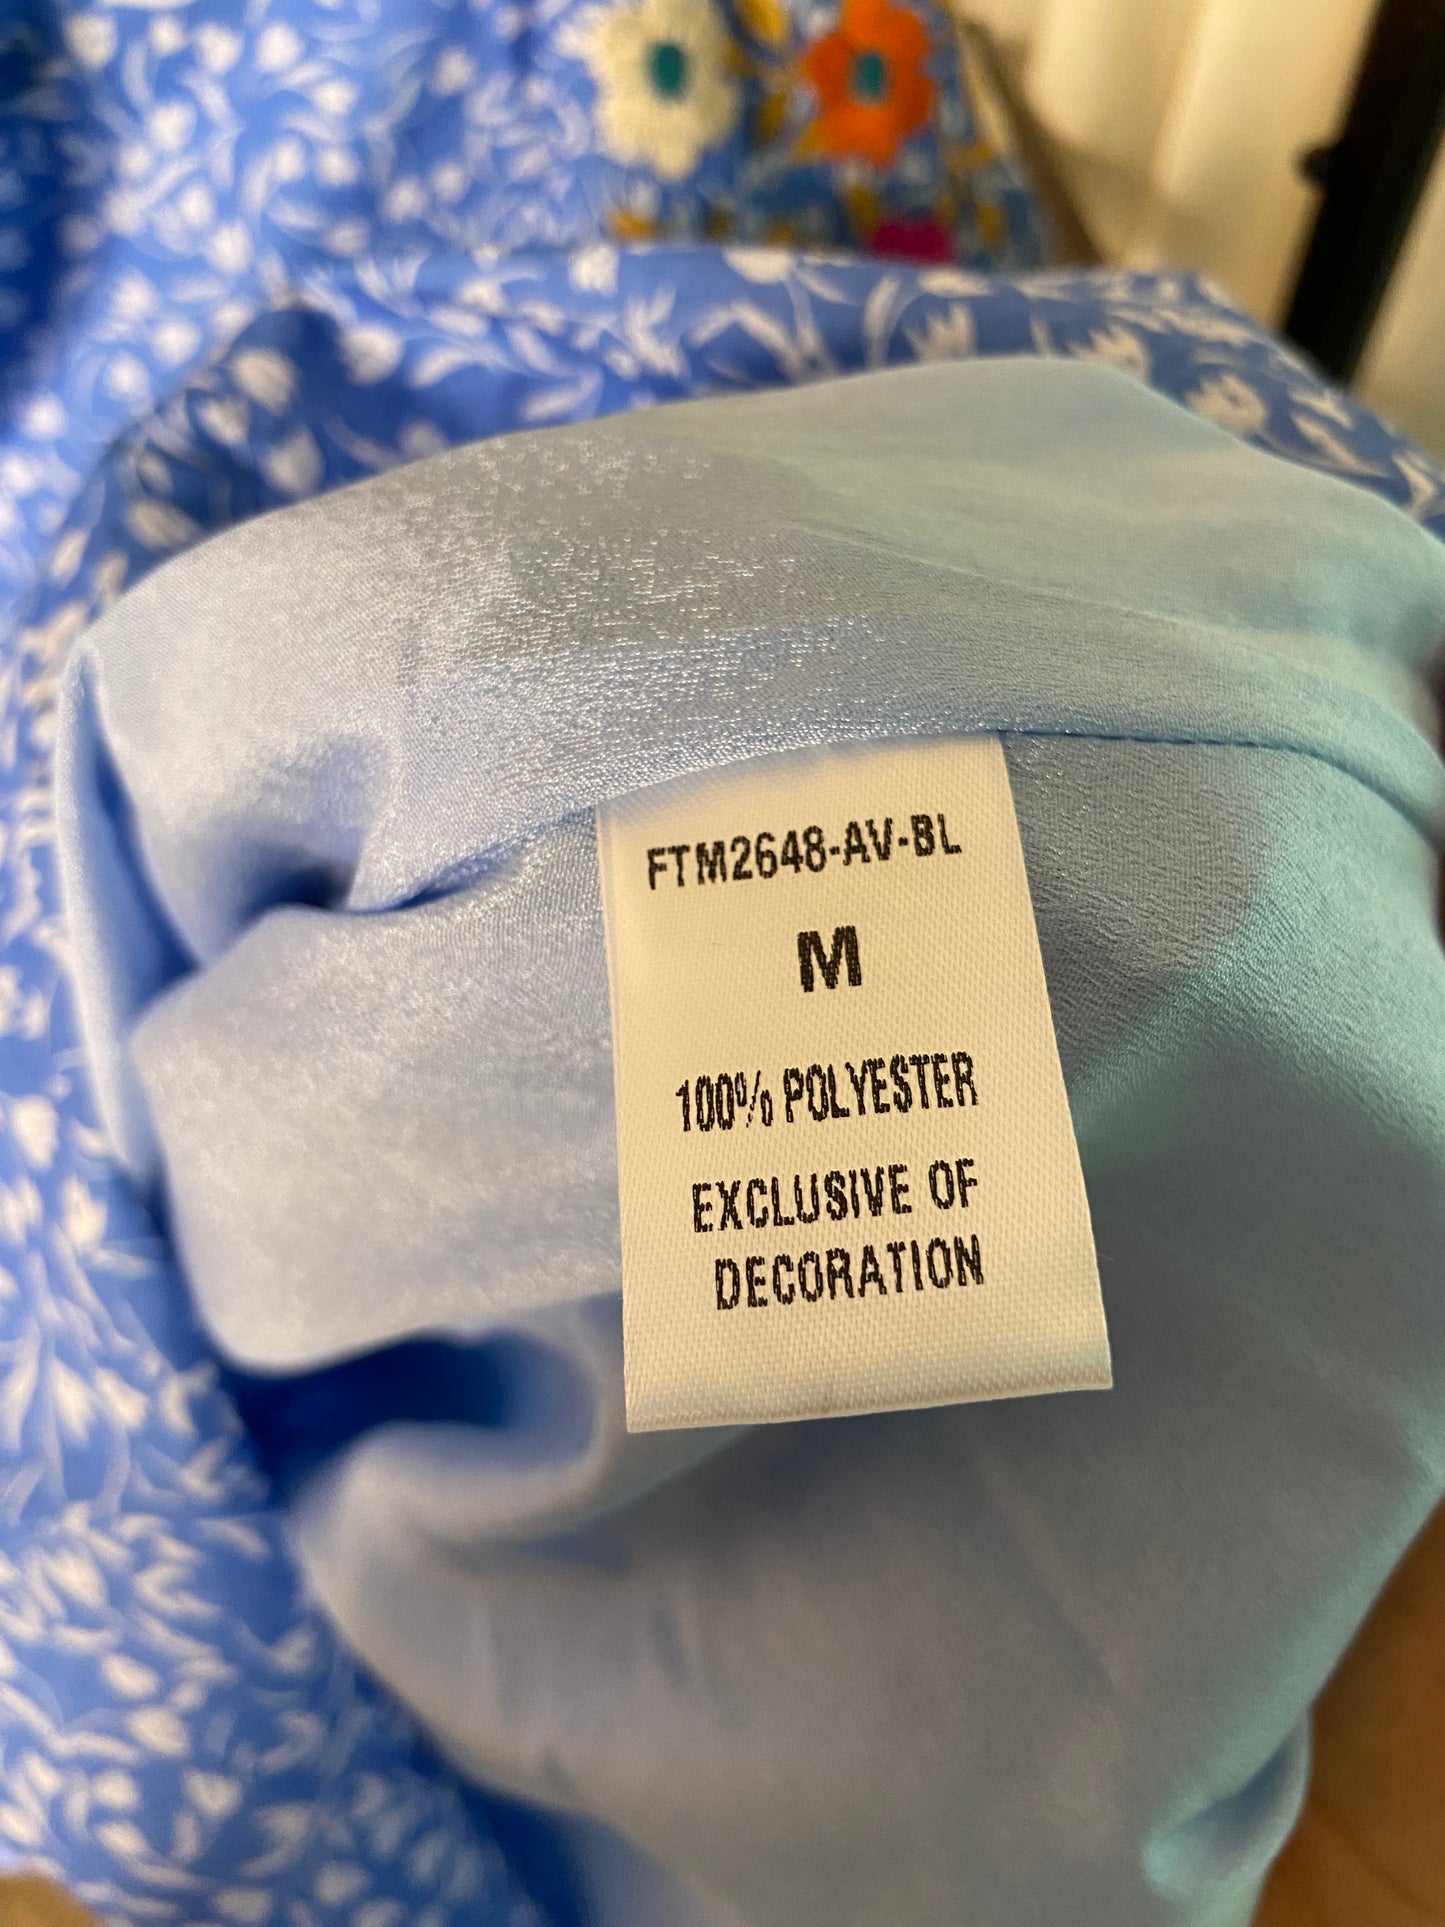 FTM2648-AV-BL
M
100% POLYESTER
EXCLUSIVE OF
DECORATION